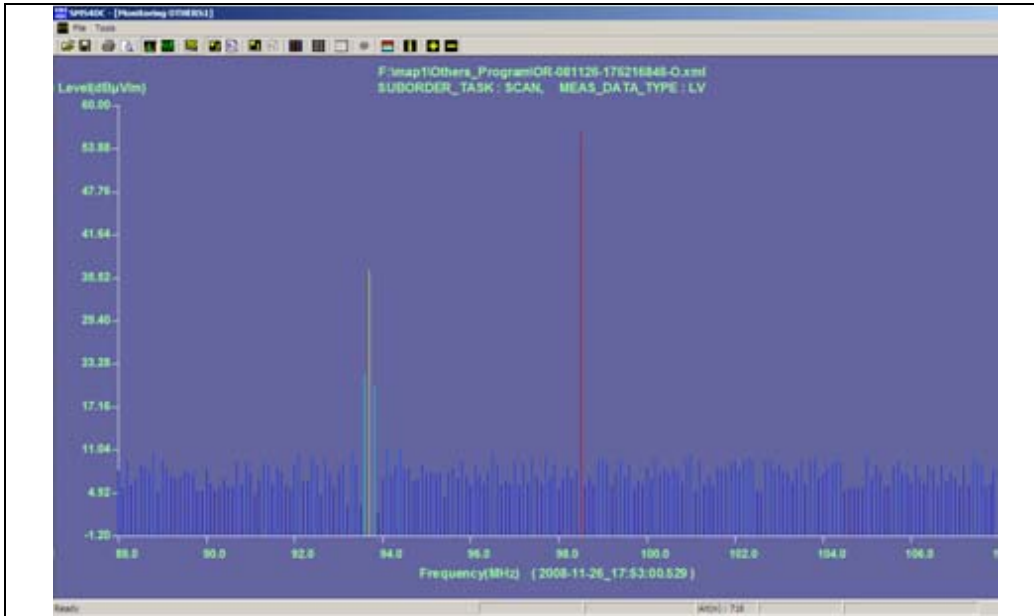 SMS4DC - [Monitoring OTHERS1]
File Tools
F:\map1\Others_Program\OR-081126-175216846-O.xml
Level(dBµV/m)
SUBORDER_TASK : SCAN, MEAS_DATA_TYPE : LV
60.00
53.88
47.76
41.64
35.52
29.40
23.28
17.16
11.04
4.92
-1.20
88.0 90.0 92.0 94.0 96.0 98.0 100.0 102.0 104.0 106.0
Frequency(MHz) ( 2008-11-26_17:53:00.529 )
Ready